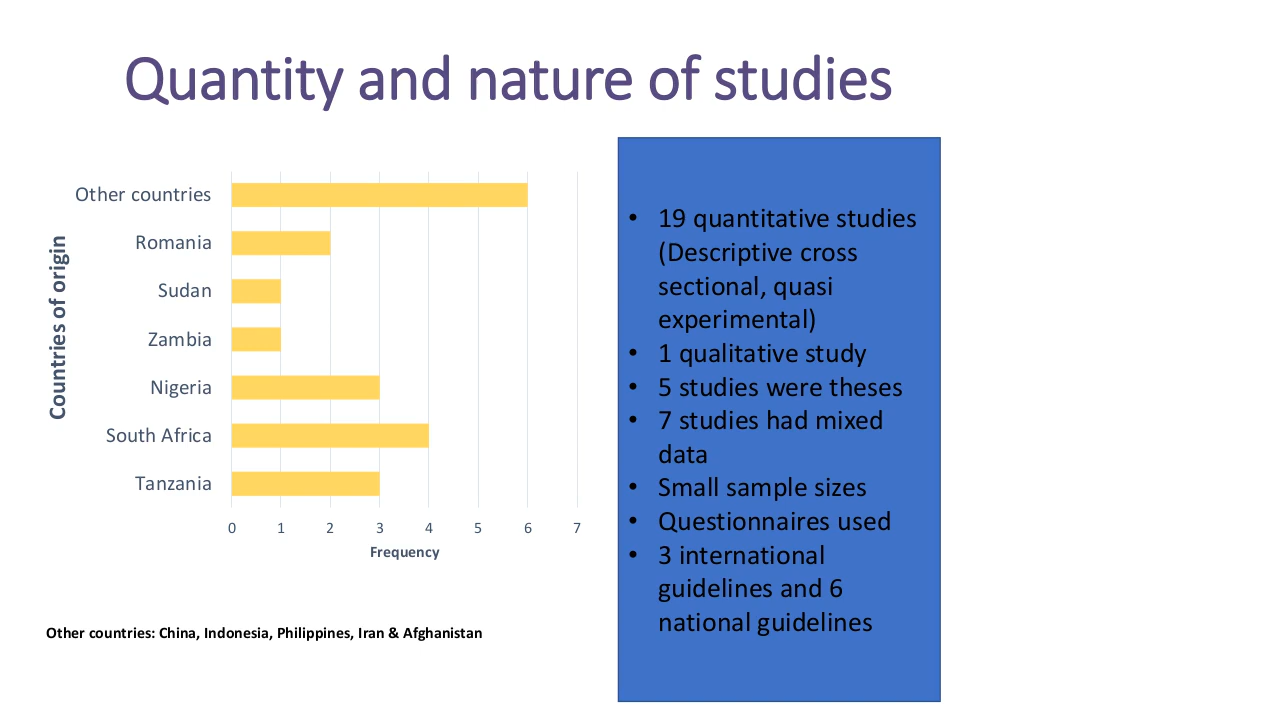 Quantity and nature of studies
Countries of origin
Other countries
Romania
Sudan
Zambia
Nigeria
South Africa
Tanzania
0 1 2 3 4 5 6 7
Frequency
Other countries: China, Indonesia, Philippines, Iran & Afghanistan
• 19 quantitative studies
(Descriptive cross
sectional, quasi
experimental)
• 1 qualitative study
• 5 studies were theses
• 7 studies had mixed
data
• Small sample sizes
• Questionnaires used
• 3 international
guidelines and 6
national guidelines